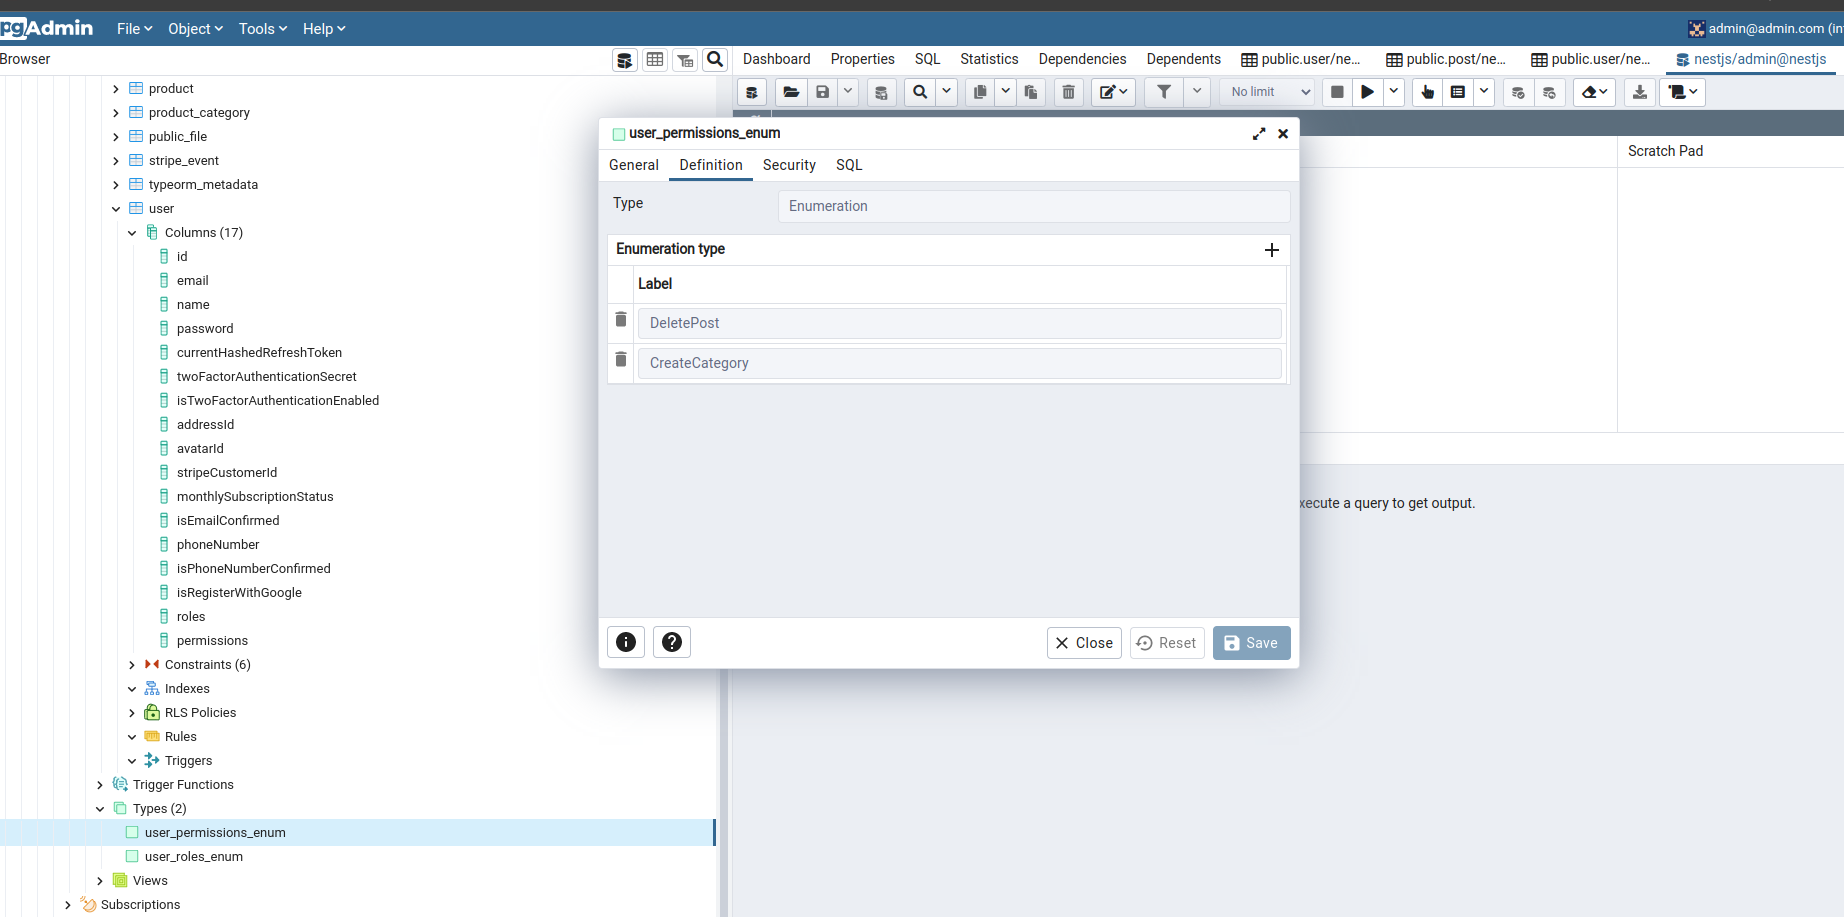 pgAdmin
File Object Tools Help
admin@admin.com (in
Browser
Dashboard Properties SQL Statistics Dependencies Dependents public.user/ne... public.post/ne... public.user/ne... nestjs/admin@nestjs
No limit
product
product_category
public_file
stripe_event
typeorm_metadata
user
Columns (17)
id
email
name
password
currentHashedRefreshToken
twoFactorAuthenticationSecret
isTwoFactorAuthenticationEnabled
addressId
avatarId
stripeCustomerId
monthlySubscriptionStatus
isEmailConfirmed
phoneNumber
isPhoneNumberConfirmed
isRegisterWithGoogle
roles
permissions
Constraints (6)
Indexes
RLS Policies
Rules
Triggers
Trigger Functions
Types (2)
user_permissions_enum
user_roles_enum
Views
Subscriptions
user_permissions_enum
General Definition Security SQL
Type Enumeration
Enumeration type
Label
DeletePost
CreateCategory
Close Reset Save
Scratch Pad
xecute a query to get output.